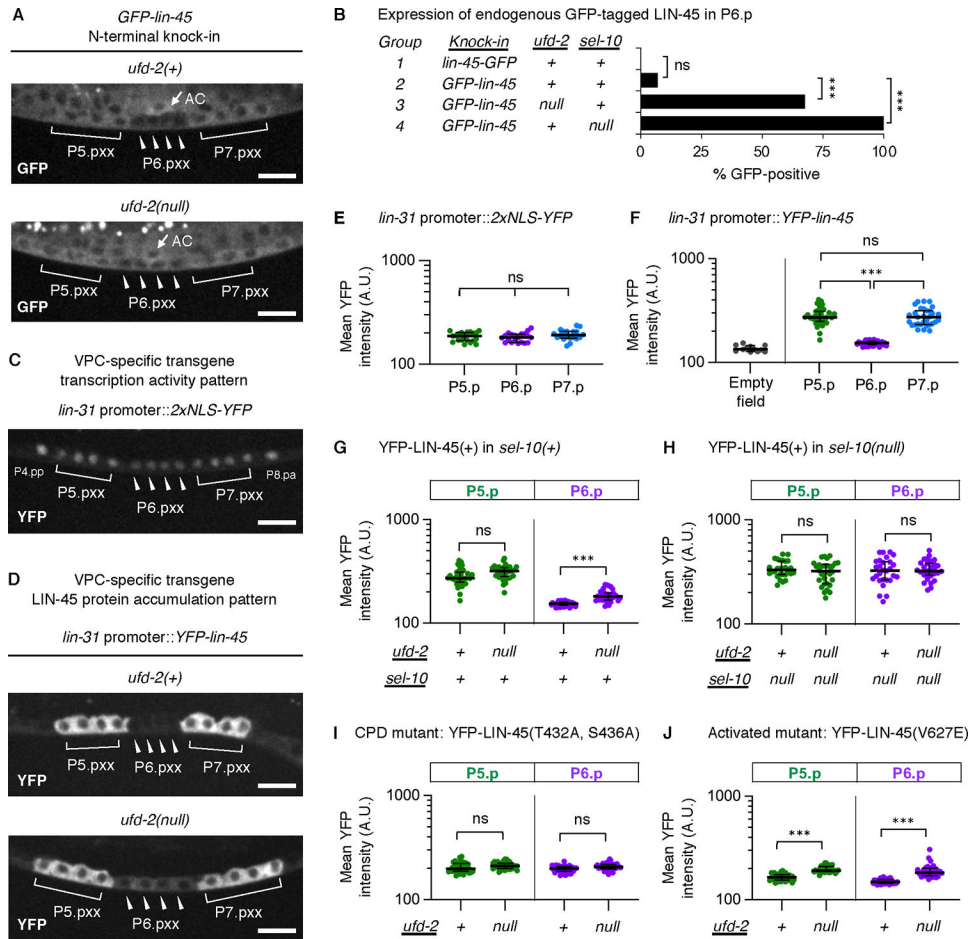 A
GFP-lin-45
N-terminal knock-in
ufd-2(+)
AC
P5.pxx
P6.pxx
P7.pxx
GFP
ufd-2(null)
AC
P5.pxx
P6.pxx
P7.pxx
GFP
B Expression of endogenous GFP-tagged LIN-45 in P6.p
Group Knock-in ufd-2 sel-10
1 lin-45-GFP + +
2 GFP-lin-45 + +
3 GFP-lin-45 null +
4 GFP-lin-45 + null
ns
***
***
0 25 50 75 100
% GFP-positive
C VPC-specific transgene
transcription activity pattern
lin-31 promoter::2xNLS-YFP
P4.pp
P5.pxx
P6.pxx
P7.pxx
P8.pa
YFP
D VPC-specific transgene
LIN-45 protein accumulation pattern
lin-31 promoter::YFP-lin-45
ufd-2(+)
P5.pxx
P6.pxx
P7.pxx
YFP
ufd-2(null)
P5.pxx
P6.pxx
P7.pxx
YFP
E lin-31 promoter::2xNLS-YFP
Mean YFP
intensity (A.U.)
1000
100
ns
P5.p P6.p P7.p
F lin-31 promoter::YFP-lin-45
Mean YFP
intensity (A.U.)
1000
100
ns
***
Empty
field
P5.p P6.p P7.p
G YFP-LIN-45(+) in sel-10(+)
P5.p P6.p
Mean YFP
intensity (A.U.)
1000
100
ns
***
ufd-2 + null + null
sel-10 + + + +
H YFP-LIN-45(+) in sel-10(null)
P5.p P6.p
Mean YFP
intensity (A.U.)
1000
100
ns
ns
ufd-2 + null + null
sel-10 null null null null
I CPD mutant: YFP-LIN-45(T432A, S436A)
P5.p P6.p
Mean YFP
intensity (A.U.)
1000
100
ns
ns
ufd-2 + null + null
J Activated mutant: YFP-LIN-45(V627E)
P5.p P6.p
Mean YFP
intensity (A.U.)
1000
100
***
***
ufd-2 + null + null